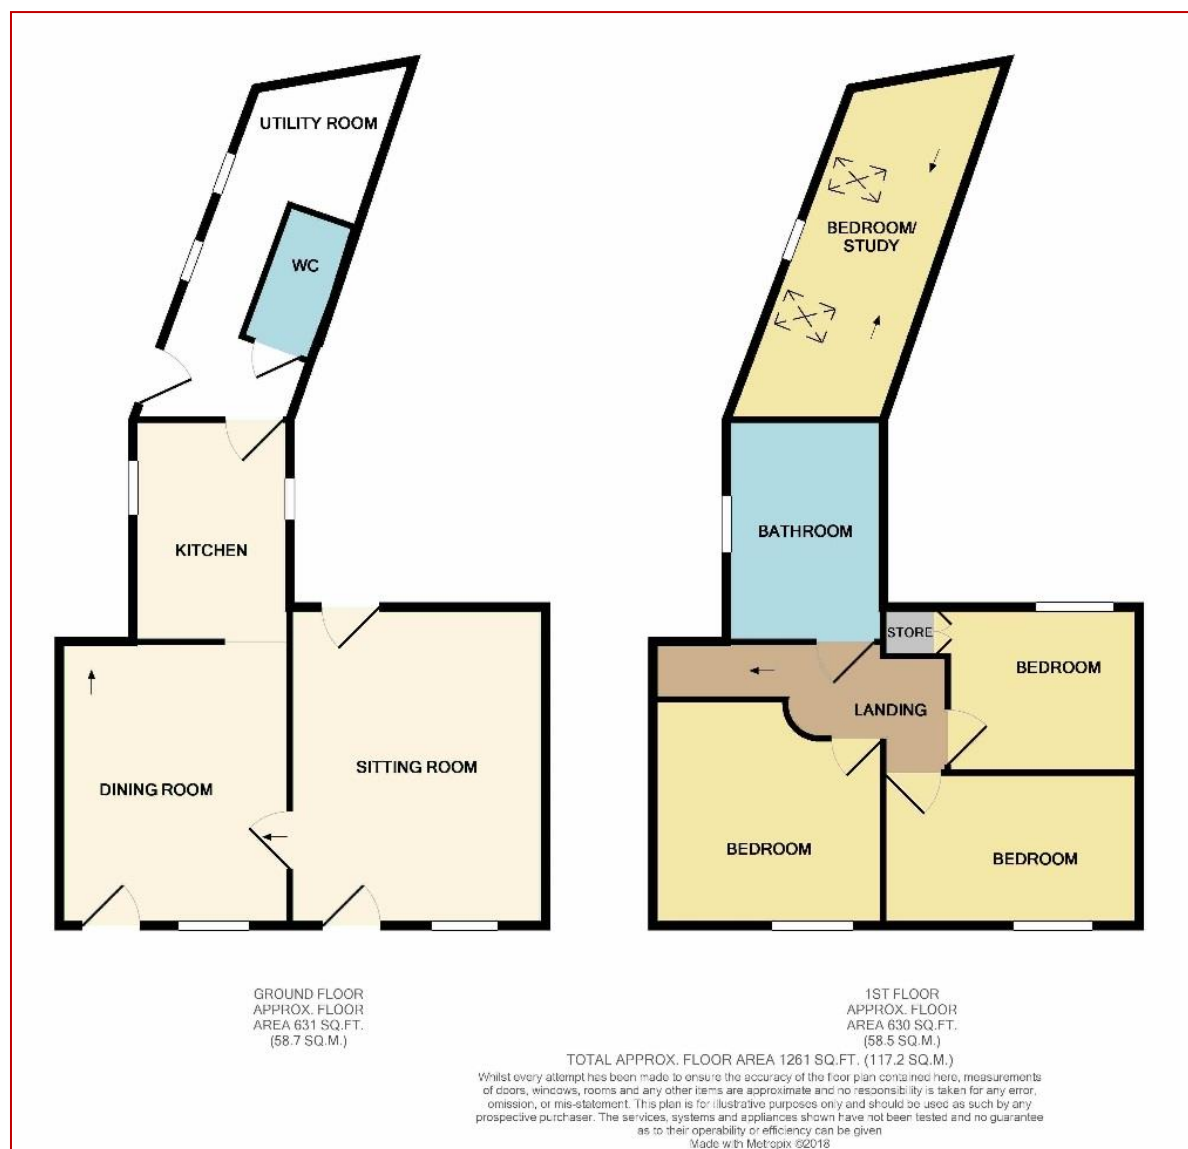 UTILITY ROOM
WC
KITCHEN
DINING ROOM
SITTING ROOM
BEDROOM/
STUDY
BATHROOM
STORE
BEDROOM
LANDING
BEDROOM
BEDROOM
GROUND FLOOR
APPROX. FLOOR
AREA 631 SQ.FT.
(58.7 SQ.M.)
1ST FLOOR
APPROX. FLOOR
AREA 630 SQ.FT.
(58.5 SQ.M.)
TOTAL APPROX. FLOOR AREA 1261 SQ.FT. (117.2 SQ.M.)
Whilst every attempt has been made to ensure the accuracy of the floor plan contained here, measurements
of doors, windows, rooms and any other items are approximate and no responsibility is taken for any error,
omission, or mis-statement. This plan is for illustrative purposes only and should be used as such by any
prospective purchaser. The services, systems and appliances shown have not been tested and no guarantee
as to their operability or efficiency can be given
Made with Metropix ©2018